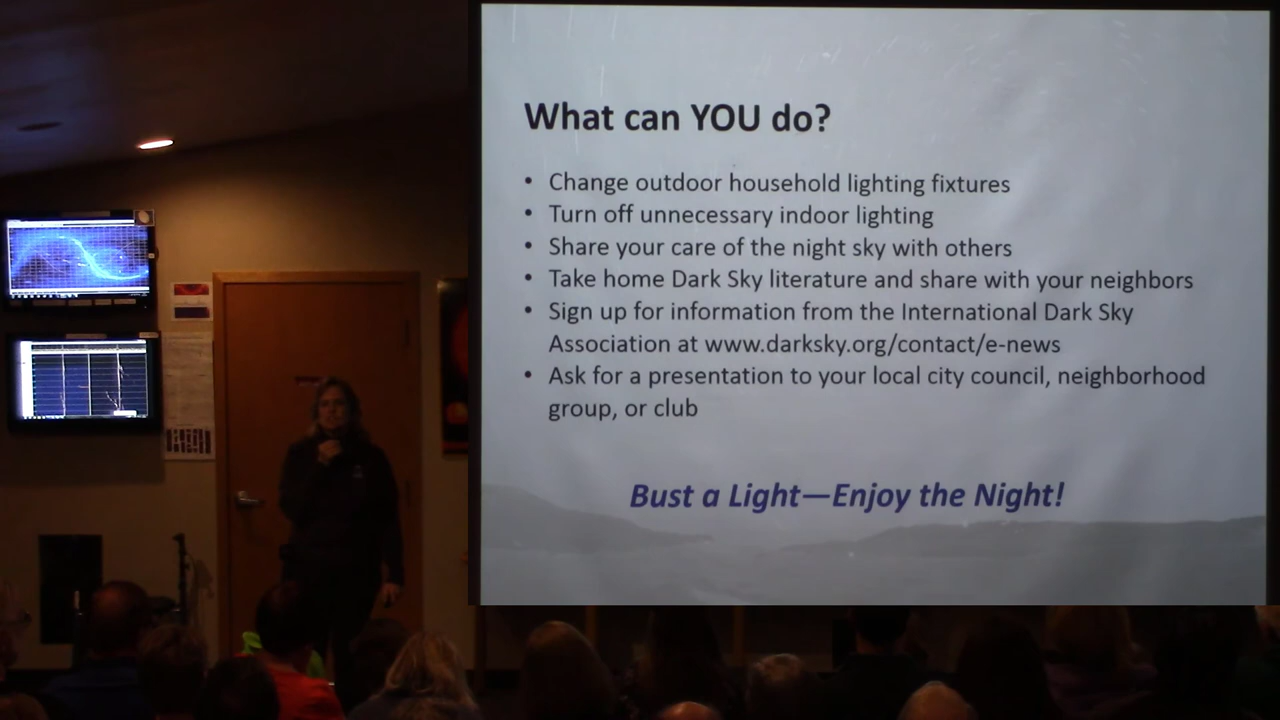 What can YOU do?
• Change outdoor household lighting fixtures
• Turn off unnecessary indoor lighting
• Share your care of the night sky with others
• Take home Dark Sky literature and share with your neighbors
• Sign up for information from the International Dark Sky
Association at www.darksky.org/contact/e-news
• Ask for a presentation to your local city council, neighborhood
group, or club
Bust a Light—Enjoy the Night!